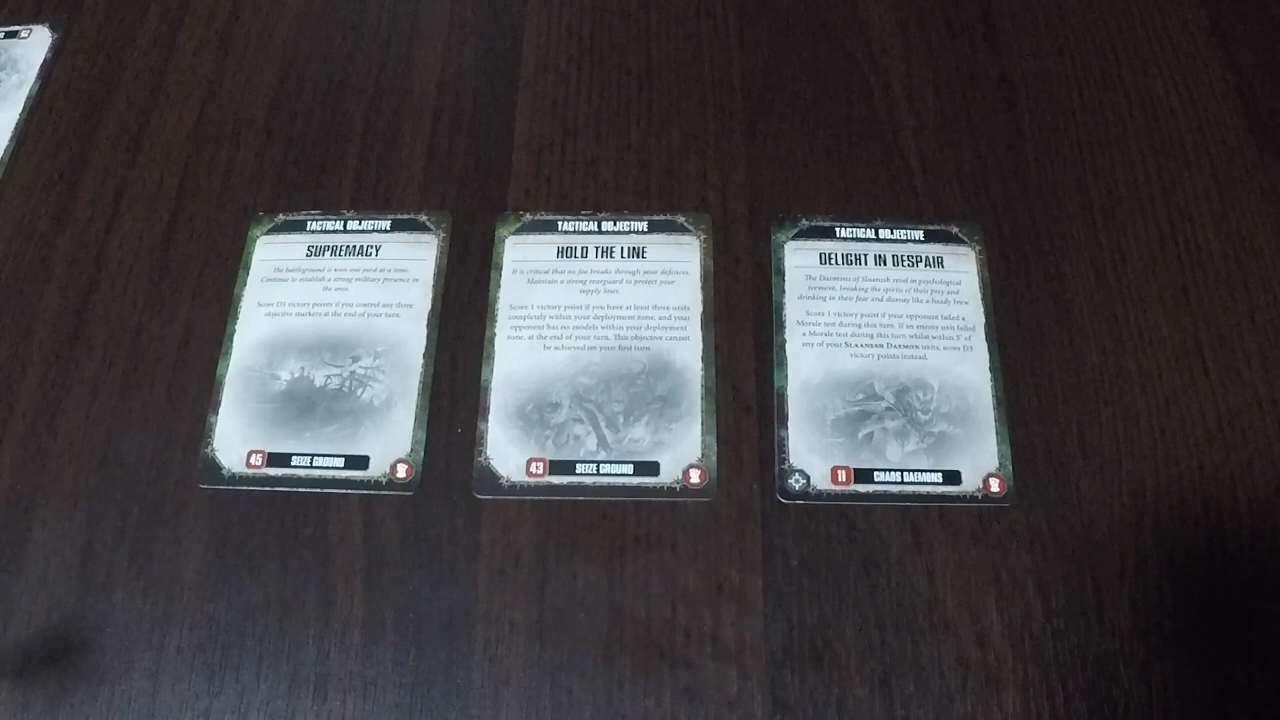 TACTICAL OBJECTIVE
SUPREMACY
The battleground is won one yard at a time.
Continue to establish a strong military presence in
the area.
Score D3 victory points if you control any three
objective markers at the end of your turn.
45
SEIZE GROUND
TACTICAL OBJECTIVE
HOLD THE LINE
It is critical that no foe breaks through your defences.
Maintain a strong rearguard to protect your
supply lines.
Score 1 victory point if you have at least three units
completely within your deployment zone, and your
opponent has no models within your deployment
zone, at the end of your turn. This objective cannot
be achieved on your first turn.
43
SEIZE GROUND
TACTICAL OBJECTIVE
DELIGHT IN DESPAIR
The Daemons of Slaanesh revel in psychological
torment, breaking the spirits of their prey and
drinking in their fear and dismay like a heady brew.
Score 1 victory point if your opponent failed a
Morale test during this turn. If an enemy unit failed
a Morale test during this turn whilst within 3" of
any of your SLAANESH DAEMON units, score D3
victory points instead.
11
CHAOS DAEMONS